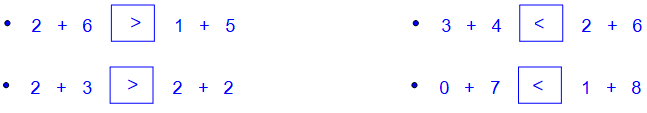 • 2 + 6 > 1 + 5 • 3 + 4 < 2 + 6
• 2 + 3 > 2 + 2 • 0 + 7 < 1 + 8